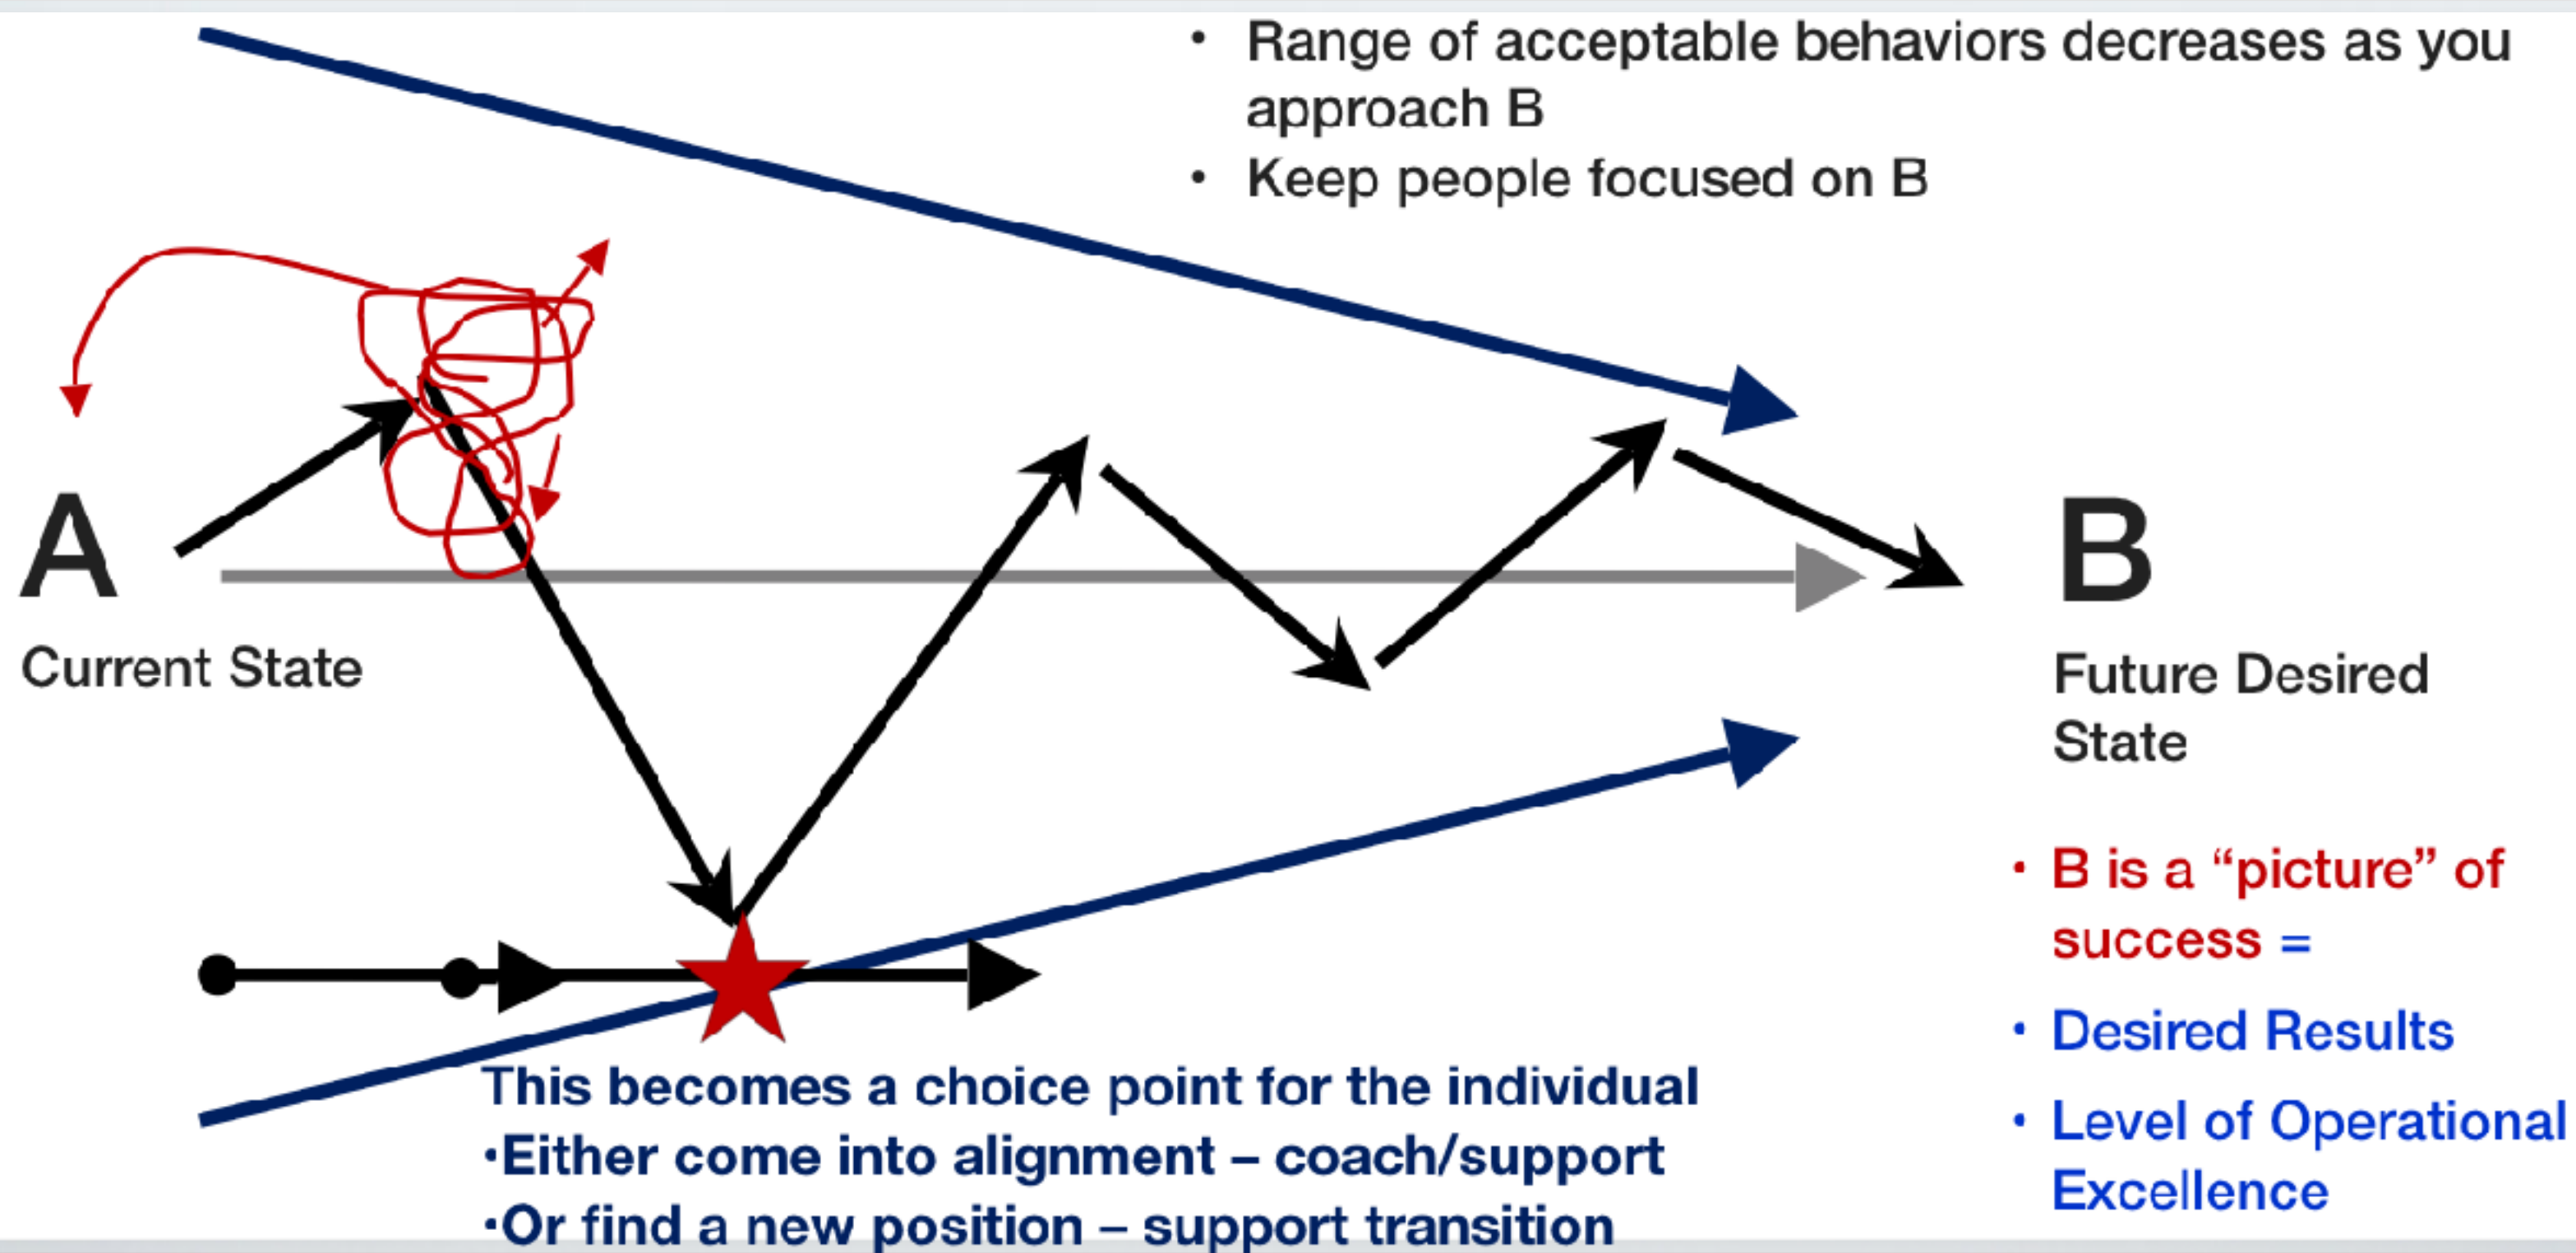 • Range of acceptable behaviors decreases as you
approach B
• Keep people focused on B
A
Current State
B
Future Desired
State
• B is a “picture” of
success =
• Desired Results
• Level of Operational
Excellence
This becomes a choice point for the individual
•Either come into alignment – coach/support
•Or find a new position – support transition